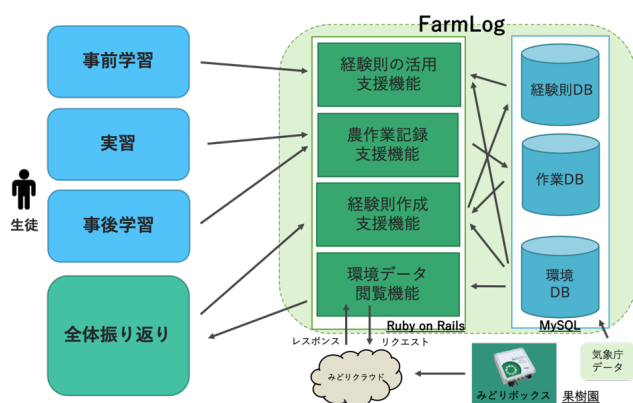 FarmLog
事前学習
実習
事後学習
全体振り返り
生徒
経験則の活用
支援機能
農作業記録
支援機能
経験則作成
支援機能
環境データ
閲覧機能
Ruby on Rails
経験則DB
作業DB
環境
DB
MySQL
レスポンス
リクエスト
みどりクラウド
みどりボックス
果樹園
気象庁
データ